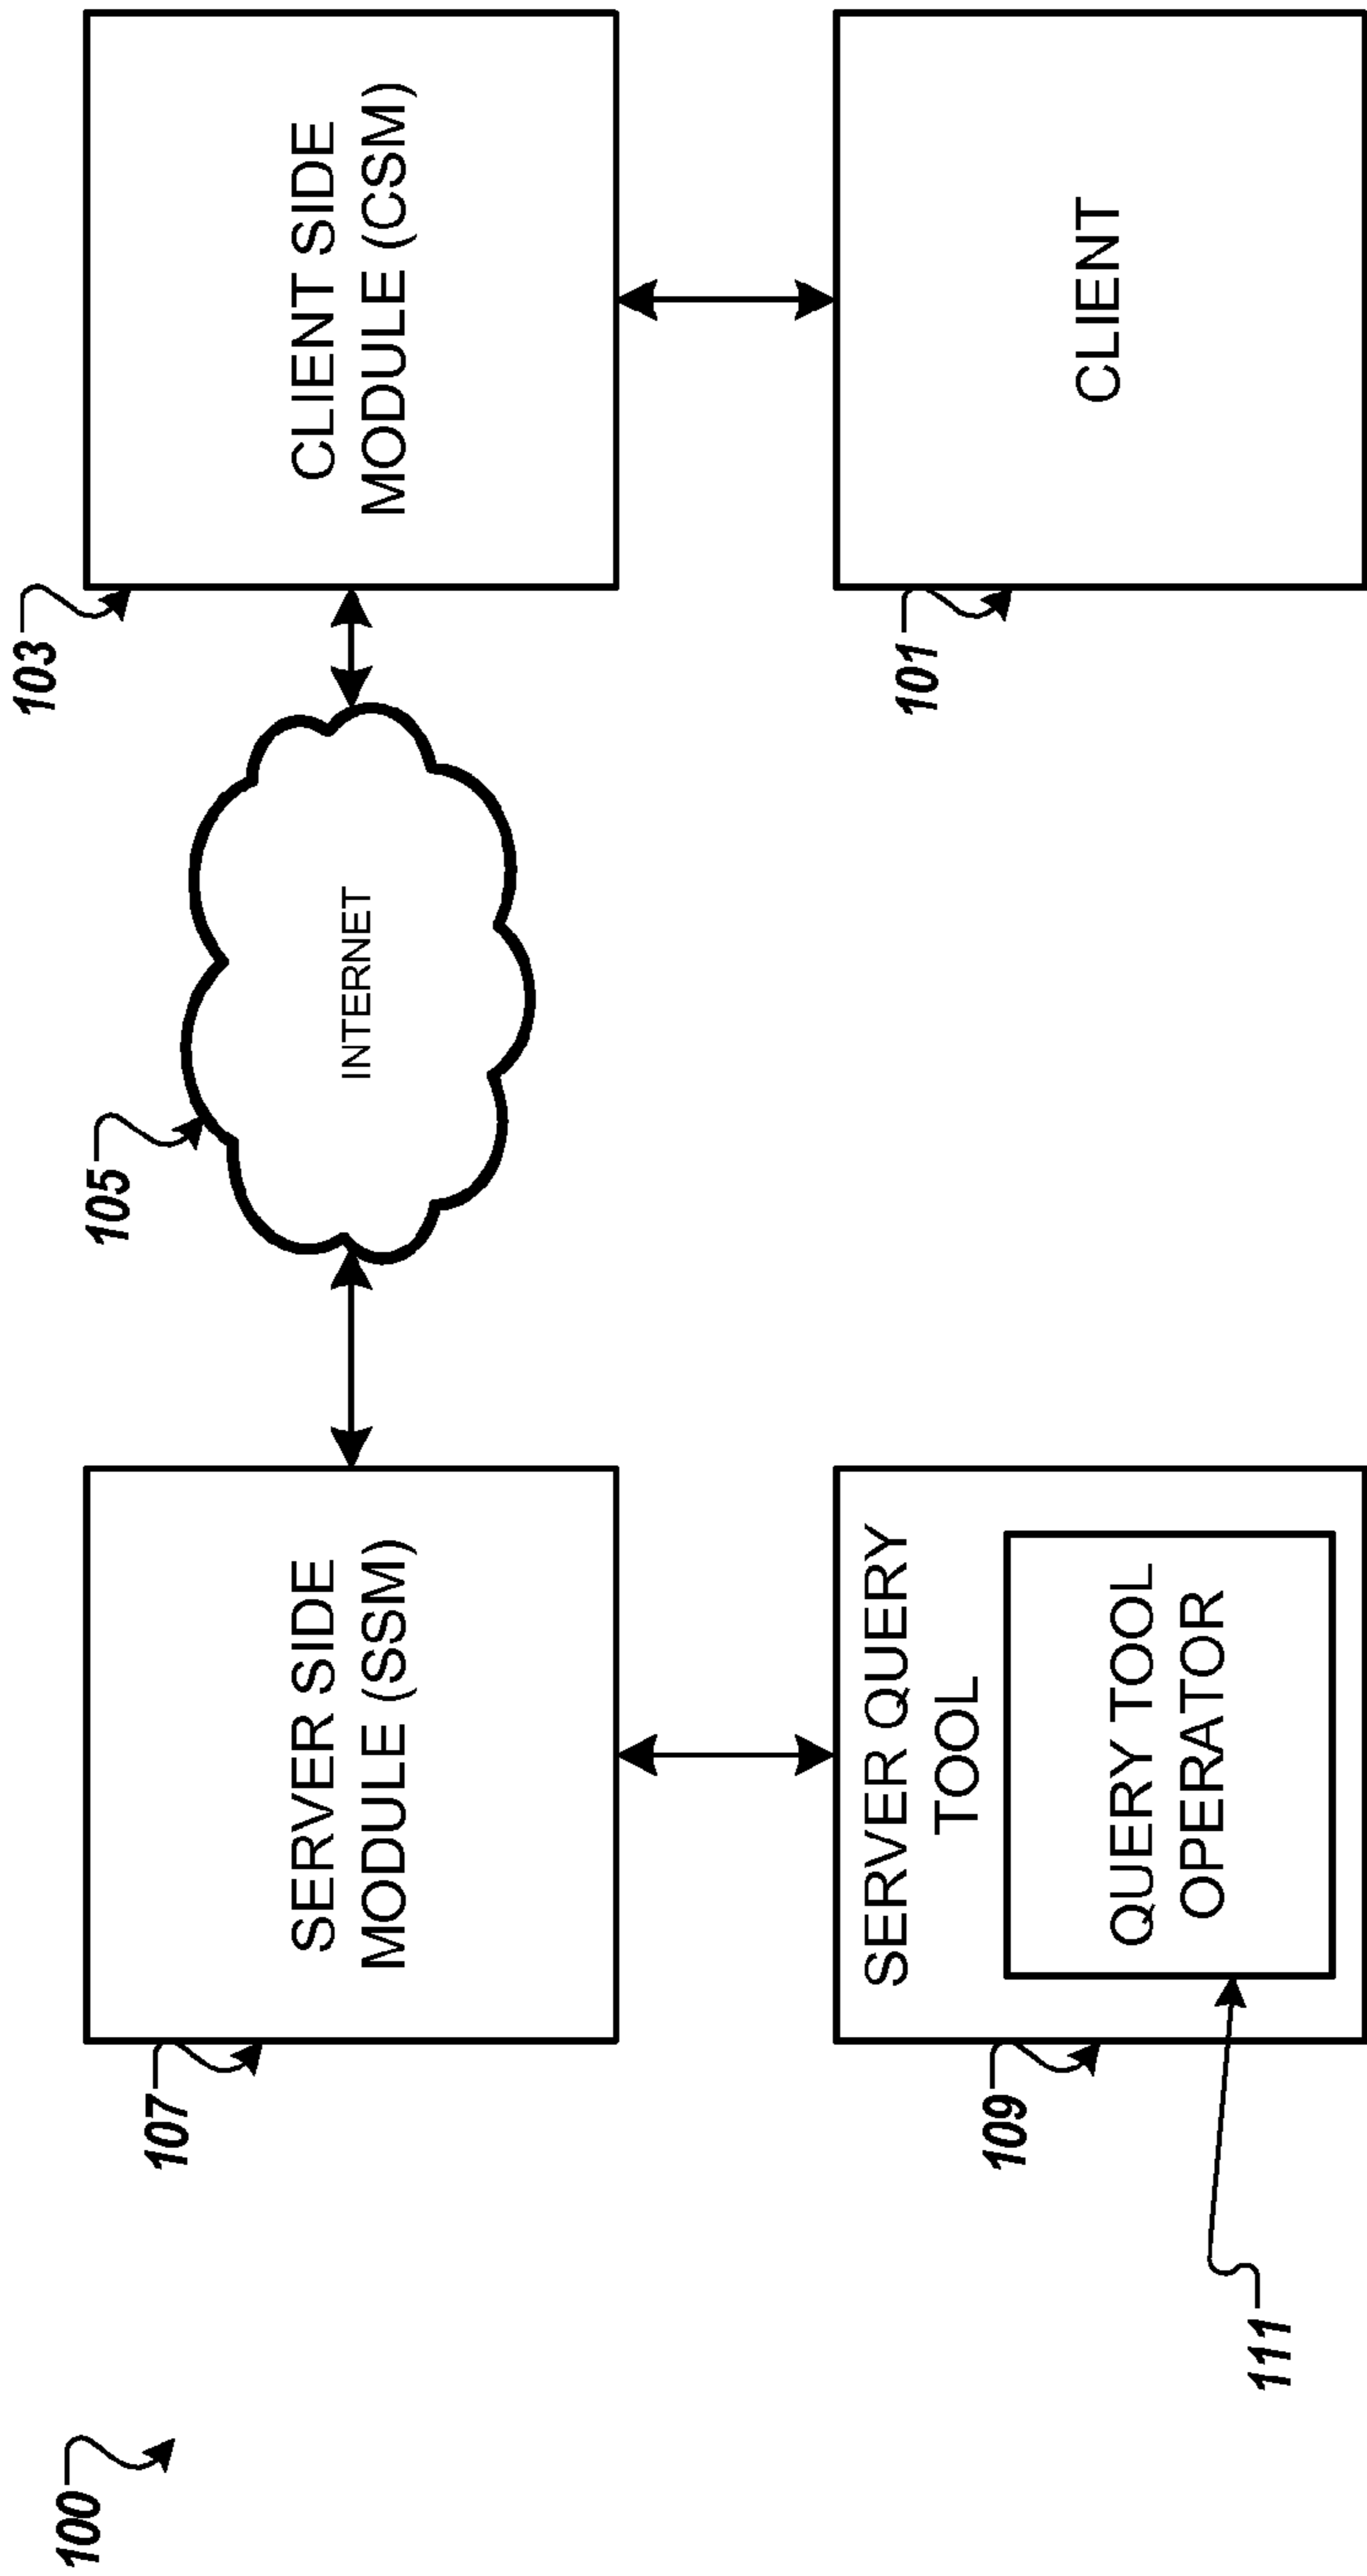 100
107
SERVER SIDE
MODULE (SSM)
105
INTERNET
103
CLIENT SIDE
MODULE (CSM)
109
SERVER QUERY
TOOL
111
QUERY TOOL
OPERATOR
101
CLIENT